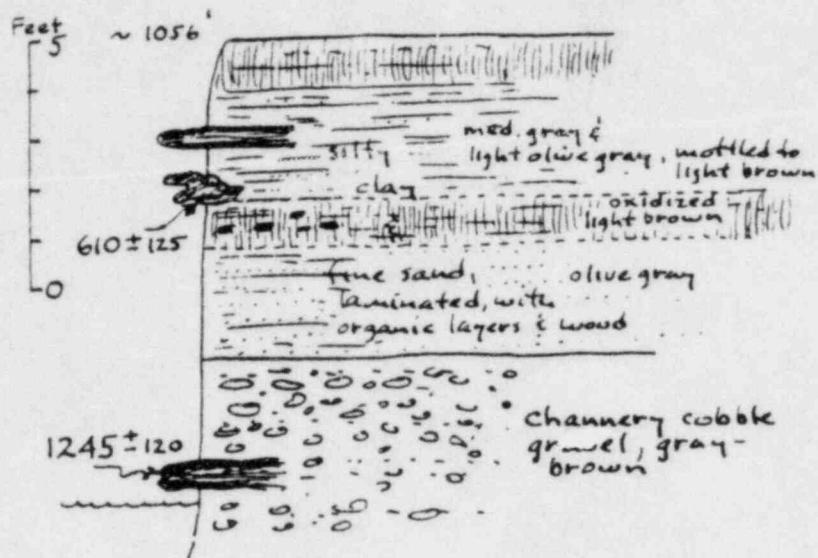 Feet
5
~ 1056'
silty
clay
med. gray &
light olive gray, mottled to
light brown
oxidized
light brown
610 ± 125
0
Fine sand,
laminated, with
organic layers & wood
olive gray
1245 ± 120
Channery cobble
gravel, gray-
brown